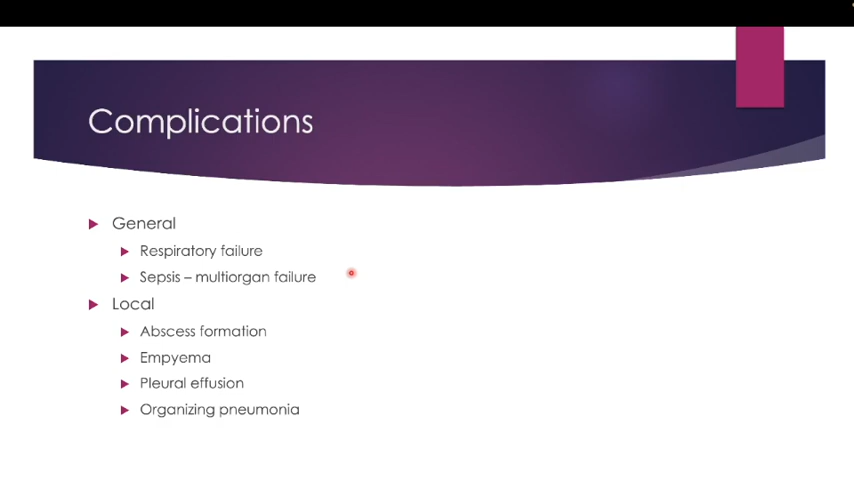 Complications
General
Respiratory failure
Sepsis – multiorgan failure
Local
Abscess formation
Empyema
Pleural effusion
Organizing pneumonia